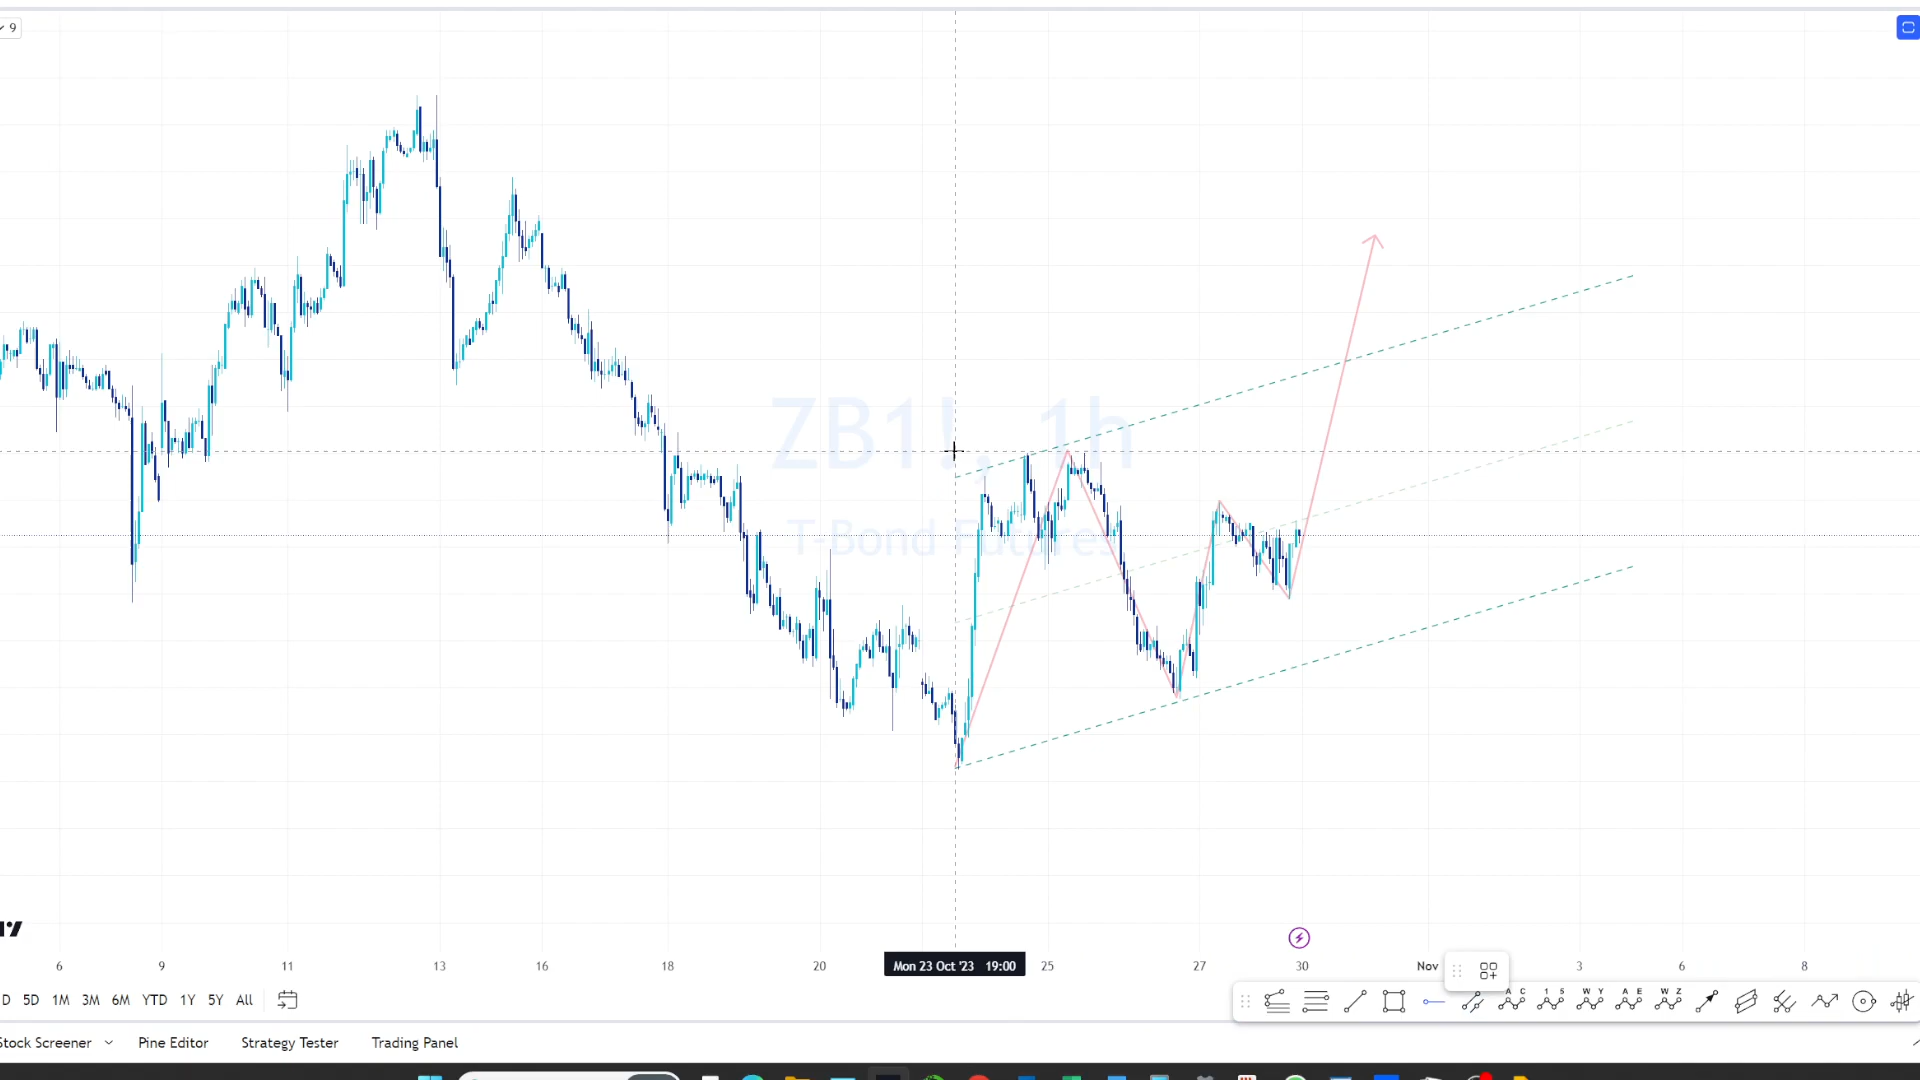 9
ZB1!, 1h
T-Bond Futures
6 9 11 13 16 18 20 Mon 23 Oct '23 19:00 25 27 30 Nov 3 6 8
D 5D 1M 3M 6M YTD 1Y 5Y All
A C 1 5 W Y A E W Z
Stock Screener Pine Editor Strategy Tester Trading Panel